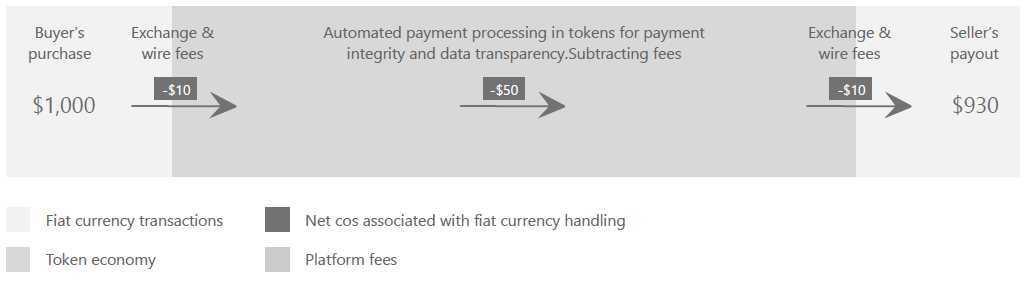 Buyer's
purchase
$1,000
Exchange &
wire fees
-$10
Automated payment processing in tokens for payment
integrity and data transparency.Subtracting fees
-$50
Exchange &
wire fees
-$10
Seller's
payout
$930
Fiat currency transactions
Net cos associated with fiat currency handling
Token economy
Platform fees